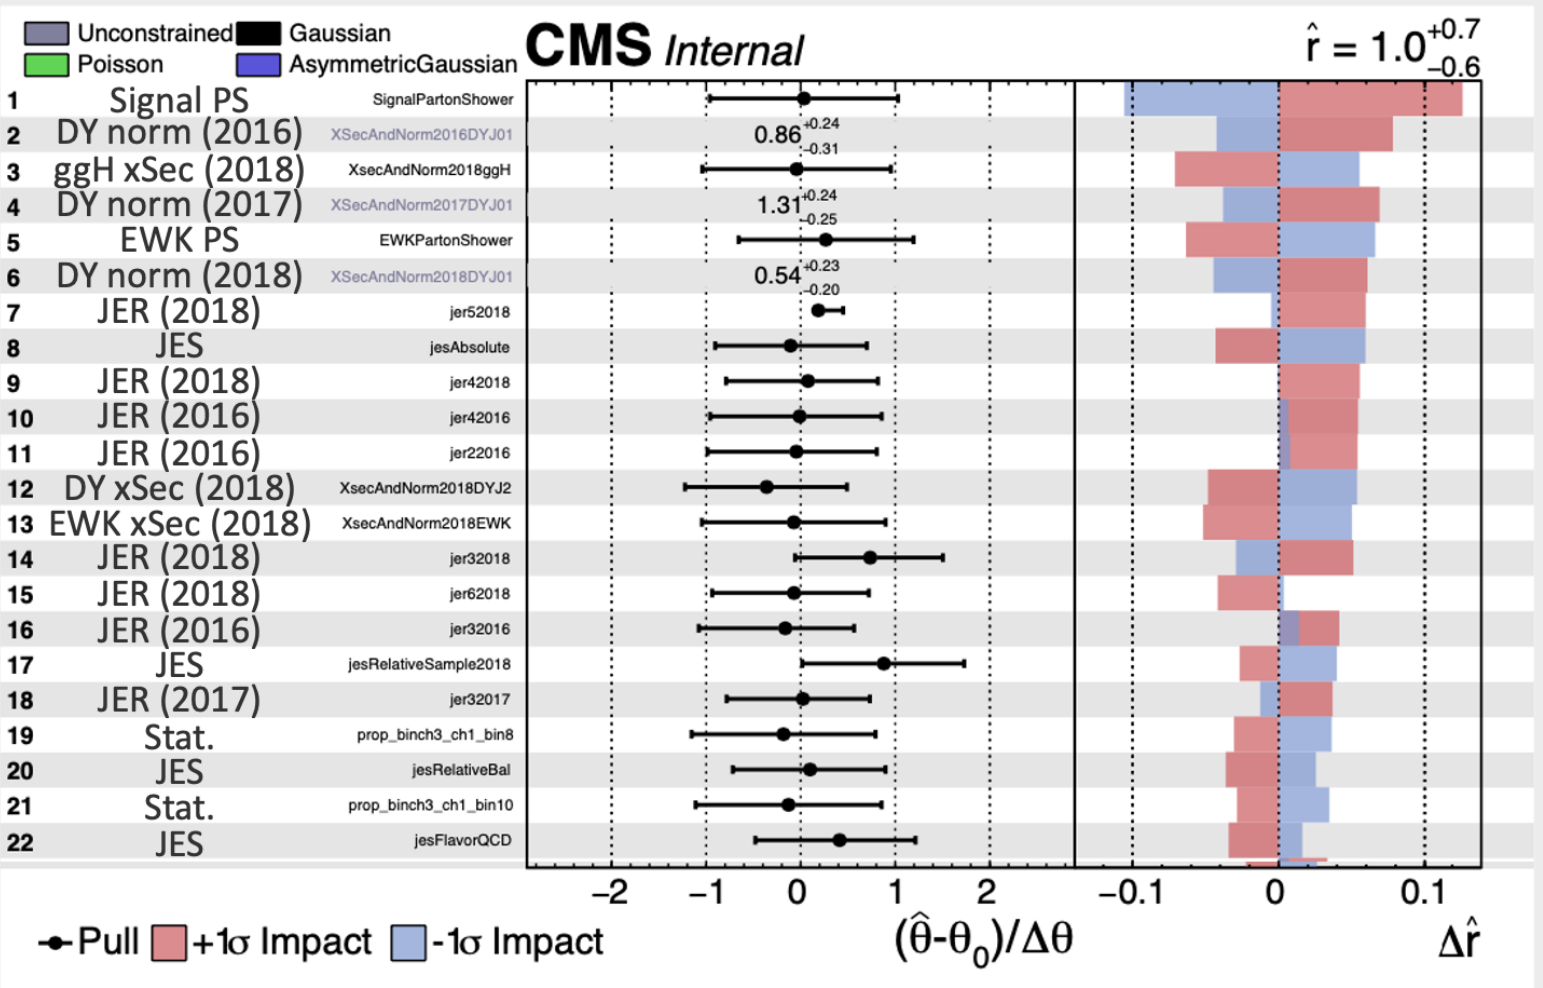 Unconstrained Gaussian
Poisson AsymmetricGaussian
CMS Internal
r̂ = 1.0 +0.7 −0.6
1 Signal PS SignalPartonShower
2 DY norm (2016) XSecAndNorm2016DYJ01 0.86 +0.24 −0.31
3 ggH xSec (2018) XsecAndNorm2018ggH
4 DY norm (2017) XSecAndNorm2017DYJ01 1.31 +0.24 −0.25
5 EWK PS EWKPartonShower
6 DY norm (2018) XSecAndNorm2018DYJ01 0.54 +0.23 −0.20
7 JER (2018) jer52018
8 JES jesAbsolute
9 JER (2018) jer42018
10 JER (2016) jer42016
11 JER (2016) jer22016
12 DY xSec (2018) XsecAndNorm2018DYJ2
13 EWK xSec (2018) XsecAndNorm2018EWK
14 JER (2018) jer32018
15 JER (2018) jer62018
16 JER (2016) jer32016
17 JES jesRelativeSample2018
18 JER (2017) jer32017
19 Stat. prop_binch3_ch1_bin8
20 JES jesRelativeBal
21 Stat. prop_binch3_ch1_bin10
22 JES jesFlavorQCD
−2 −1 0 1 2 −0.1 0 0.1
Pull +1σ Impact -1σ Impact (θ̂-θ0)/Δθ Δr̂